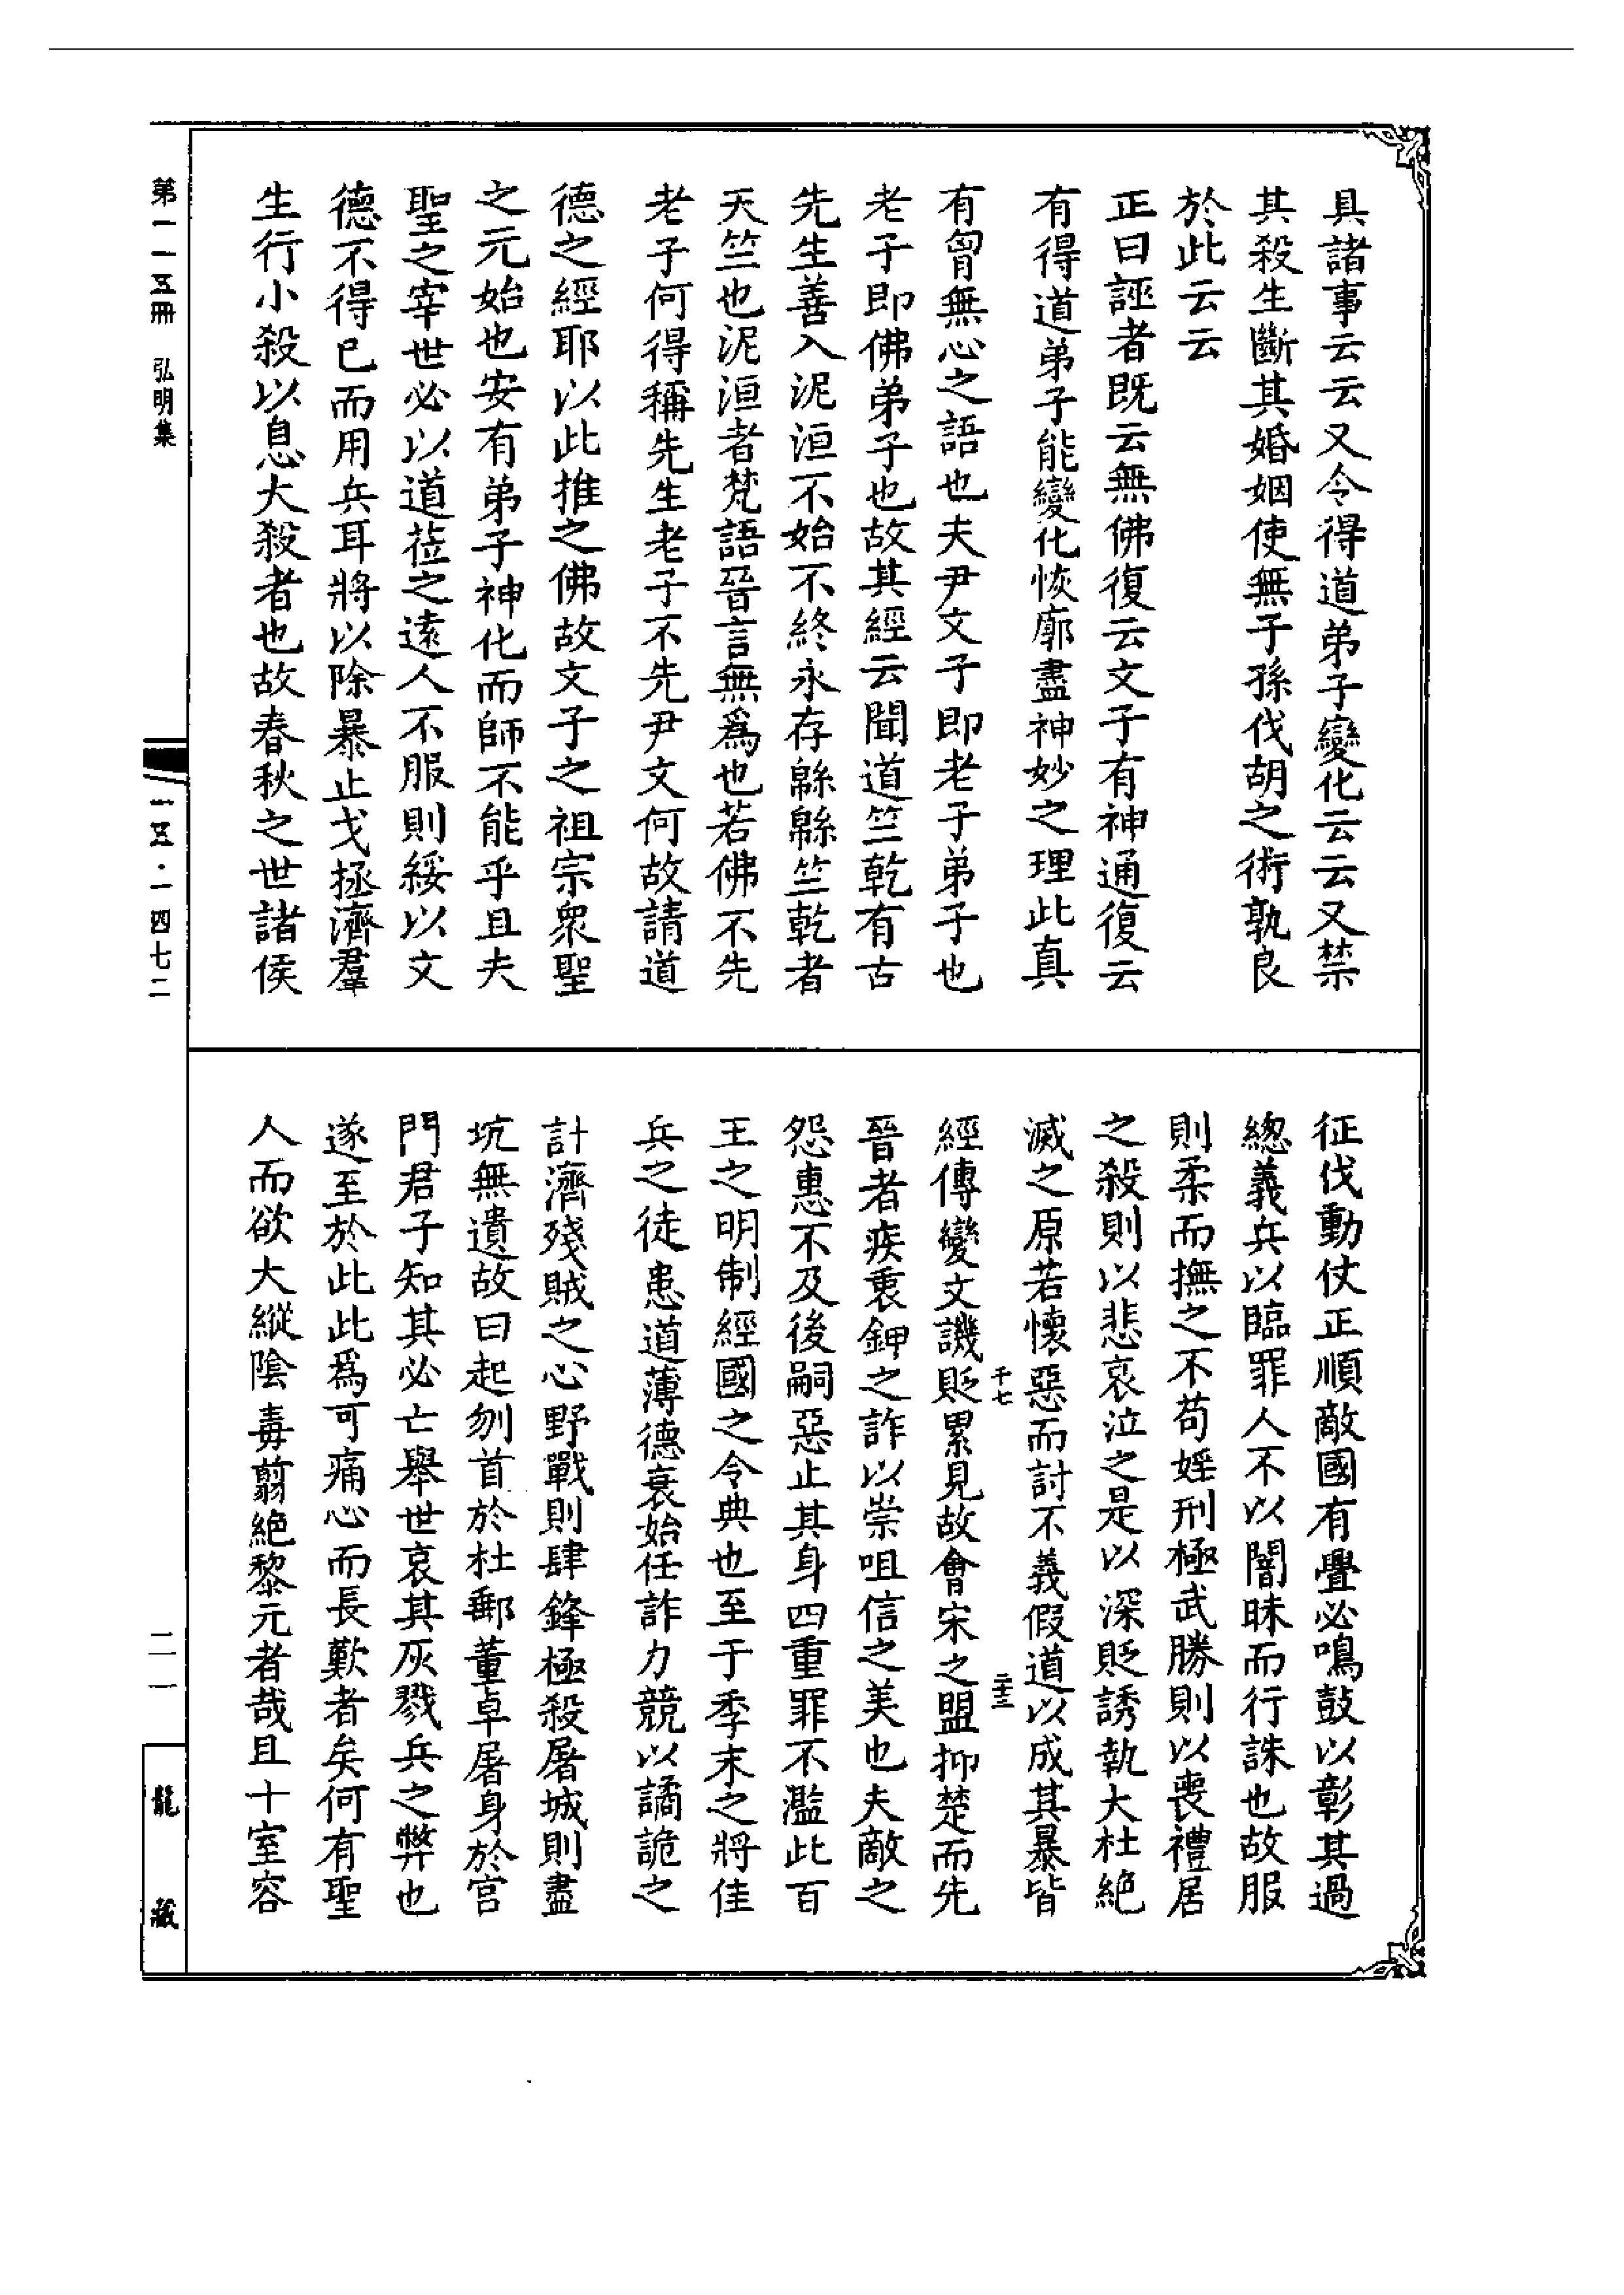 具諸事云云又令得道弟子變化云云又禁
其殺生斷其婚姻使無子孫伐胡之術孰良
於此云云
正曰誣者既云無佛復云文子有神通復云
有得道弟子能變化恢廓盡神妙之理此真
有曾無心之語也夫尹文子即老子弟子也
老子即佛弟子也故其經云聞道竺乾有古
先生善入泥洹不始不終永存緜緜竺乾者
天竺也泥洹者梵語晉言無爲也若佛不先
老子何得稱先生老子不先尹文何故請道
德之經耶以此推之佛故文子之祖宗眾聖
之元始也安有弟子神化而師不能乎且夫
聖之宰世必以道莅之遠人不服則綏以文
德不得已而用兵耳將以除暴止戈拯濟羣
生行小殺以息大殺者也故春秋之世諸侯
征伐動仗正順敵國有舋必鳴鼓以彰其過
總義兵以臨罪人不以闇昧而行誅也故服
則柔而撫之不苟婬刑極武勝則以喪禮居
之殺則以悲哀泣之是以深貶誘執大杜絕
滅之原若懷惡而討不義假道以成其暴皆
千七 二十三
經傳變文譏貶累見故會宋之盟抑楚而先
晉者疾衷鉀之詐以崇咀信之美也夫敵之
怨惠不及後嗣惡止其身四重罪不濫此百
王之明制經國之令典也至于季末之將佳
兵之徒患道薄德衰始任詐力競以譎詭之
計濟殘賊之心野戰則肆鋒極殺屠城則盡
坑無遺故曰起刎首於杜郵董卓屠身於宮
門君子知其必亡舉世哀其灰戮兵之弊也
遂至於此此爲可痛心而長歎者矣何有聖
人而欲大縱陰毒翦絕黎元者哉且十室容
第一一五冊 弘明集
一五·一四七二
二一
龍藏